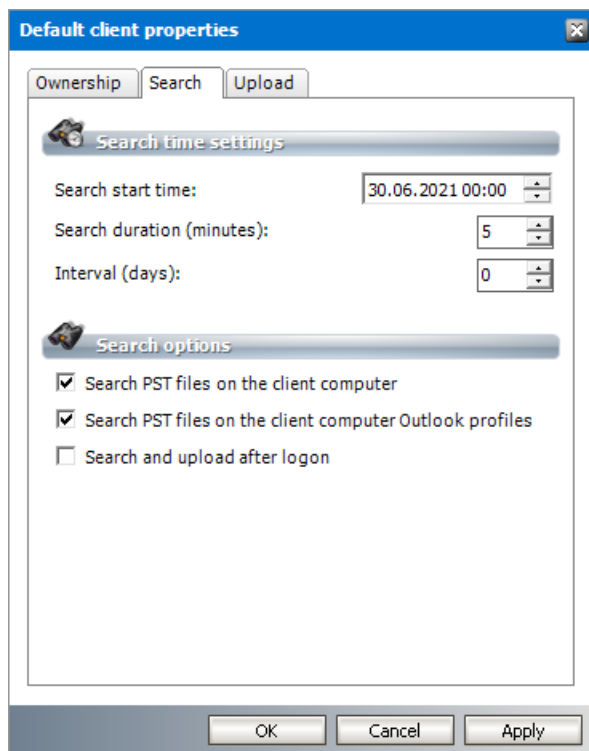 Default client properties
Ownership Search Upload
Search time settings
Search start time: 30.06.2021 00:00
Search duration (minutes): 5
Interval (days): 0
Search options
Search PST files on the client computer
Search PST files on the client computer Outlook profiles
Search and upload after logon
OK Cancel Apply